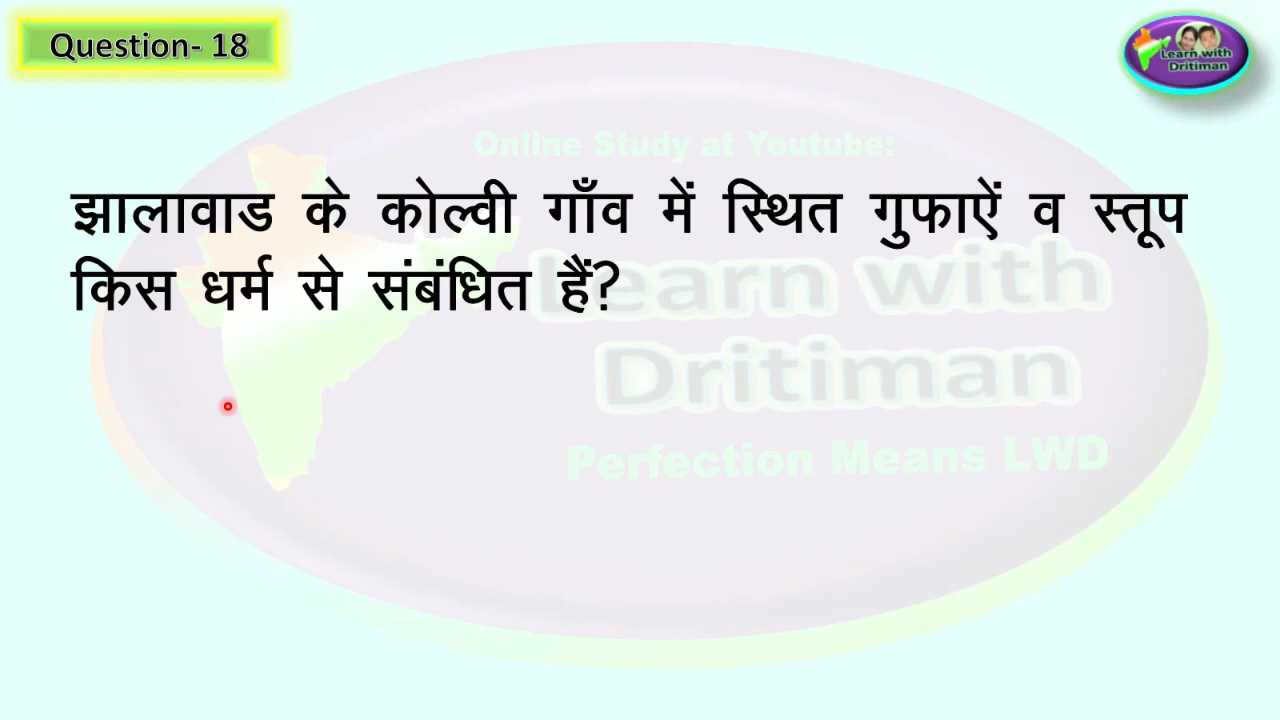 Question- 18
Learn with
Dritiman
Online Study at Youtube:
झालावाड के कोल्वी गाँव में स्थित गुफाऐं व स्तूप
किस धर्म से संबंधित हैं?
Learn with
Dritiman
Perfection Means LWD